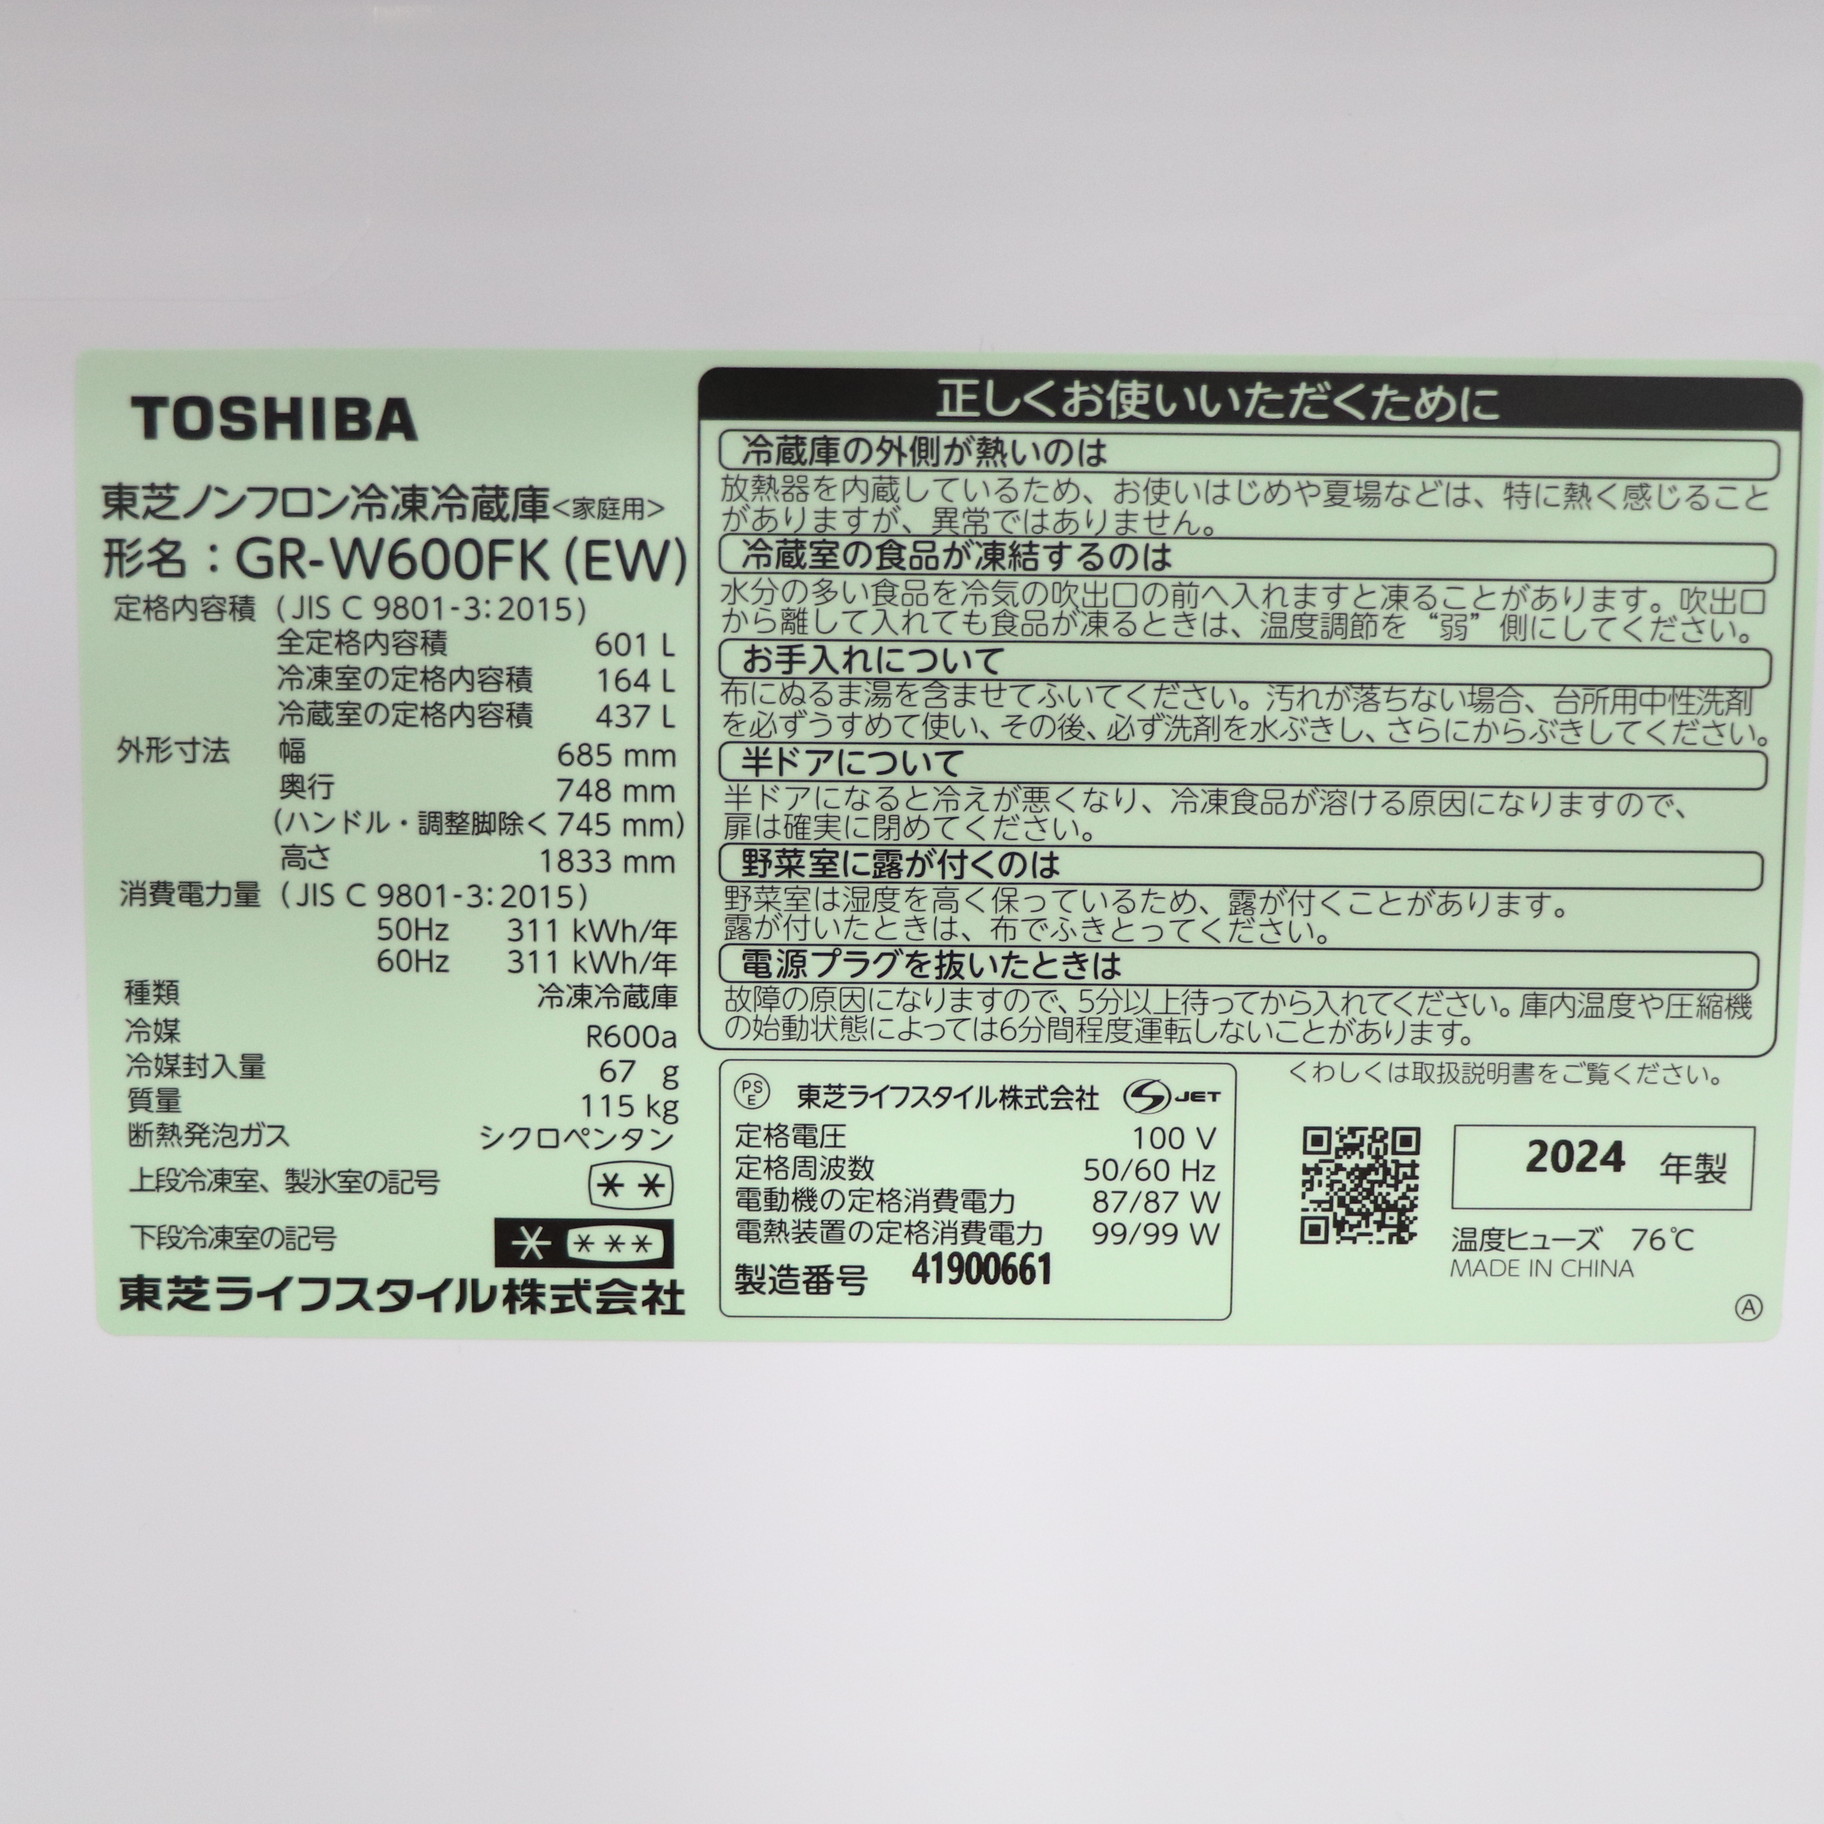 TOSHIBA
東芝ノンフロン冷凍冷蔵庫<家庭用>
形名：GR-W600FK (EW)
定格内容積 (JIS C 9801-3:2015)
全定格内容積 601 L
冷凍室の定格内容積 164 L
冷蔵室の定格内容積 437 L
外形寸法 幅 685 mm
奥行 748 mm
(ハンドル・調整脚除く 745 mm)
高さ 1833 mm
消費電力量 (JIS C 9801-3:2015)
50Hz 311 kWh/年
60Hz 311 kWh/年
種類 冷凍冷蔵庫
冷媒 R600a
冷媒封入量 67 g
質量 115 kg
断熱発泡ガス シクロペンタン
上段冷凍室、製氷室の記号 ＊＊
下段冷凍室の記号 ＊ ＊＊＊
東芝ライフスタイル株式会社
正しくお使いいただくために
冷蔵庫の外側が熱いのは
放熱器を内蔵しているため、お使いはじめや夏場などは、特に熱く感じること
がありますが、異常ではありません。
冷蔵室の食品が凍結するのは
水分の多い食品を冷気の吹出口の前へ入れますと凍ることがあります。吹出口
から離して入れても食品が凍るときは、温度調節を“弱”側にしてください。
お手入れについて
布にぬるま湯を含ませてふいてください。汚れが落ちない場合、台所用中性洗剤
を必ずうすめて使い、その後、必ず洗剤を水ぶきし、さらにからぶきしてください。
半ドアについて
半ドアになると冷えが悪くなり、冷凍食品が溶ける原因になりますので、
扉は確実に閉めてください。
野菜室に露が付くのは
野菜室は湿度を高く保っているため、露が付くことがあります。
露が付いたときは、布でふきとってください。
電源プラグを抜いたときは
故障の原因になりますので、5分以上待ってから入れてください。庫内温度や圧縮機
の始動状態によっては6分間程度運転しないことがあります。
くわしくは取扱説明書をご覧ください。
PSE 東芝ライフスタイル株式会社 S JET
定格電圧 100 V
定格周波数 50/60 Hz
電動機の定格消費電力 87/87 W
電熱装置の定格消費電力 99/99 W
製造番号 41900661
2024 年製
温度ヒューズ 76℃
MADE IN CHINA
Ⓐ